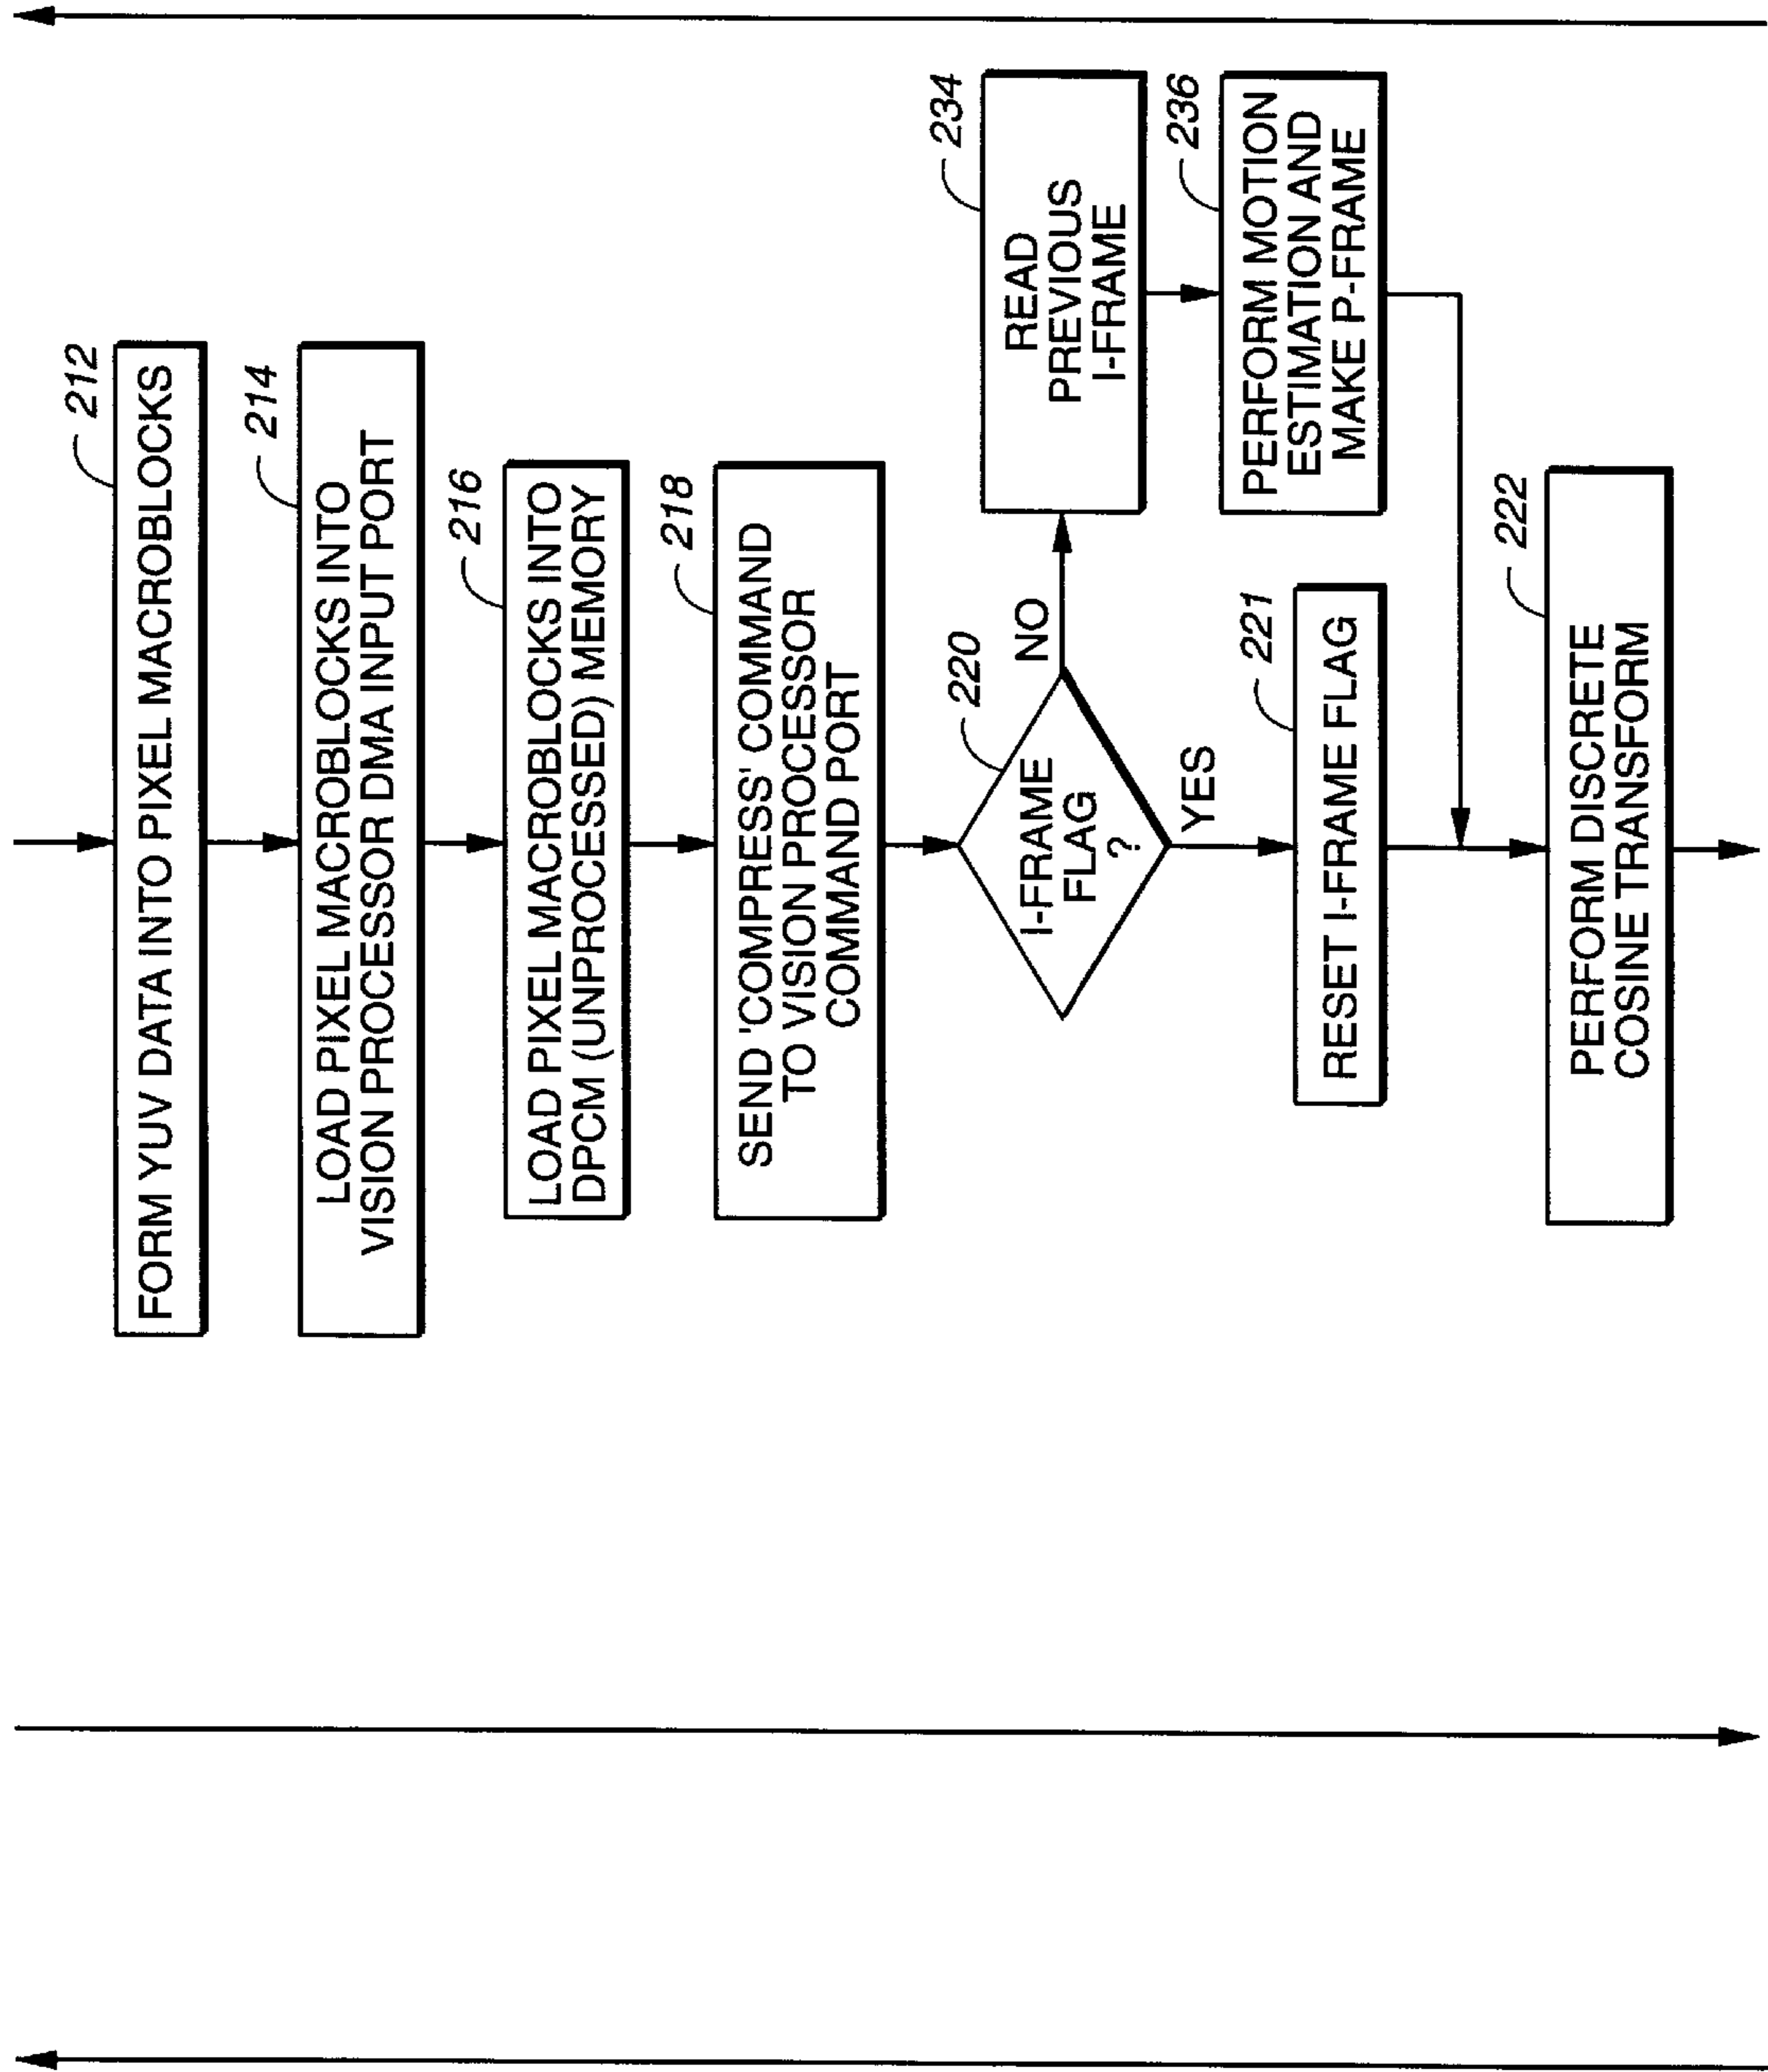 212
FORM YUV DATA INTO PIXEL MACROBLOCKS
214
LOAD PIXEL MACROBLOCKS INTO
VISION PROCESSOR DMA INPUT PORT
216
LOAD PIXEL MACROBLOCKS INTO
DPCM (UNPROCESSED) MEMORY
218
SEND 'COMPRESS' COMMAND
TO VISION PROCESSOR
COMMAND PORT
220
I-FRAME
FLAG
?
NO
YES
234
READ
PREVIOUS
I-FRAME
236
PERFORM MOTION
ESTIMATION AND
MAKE P-FRAME
221
RESET I-FRAME FLAG
222
PERFORM DISCRETE
COSINE TRANSFORM